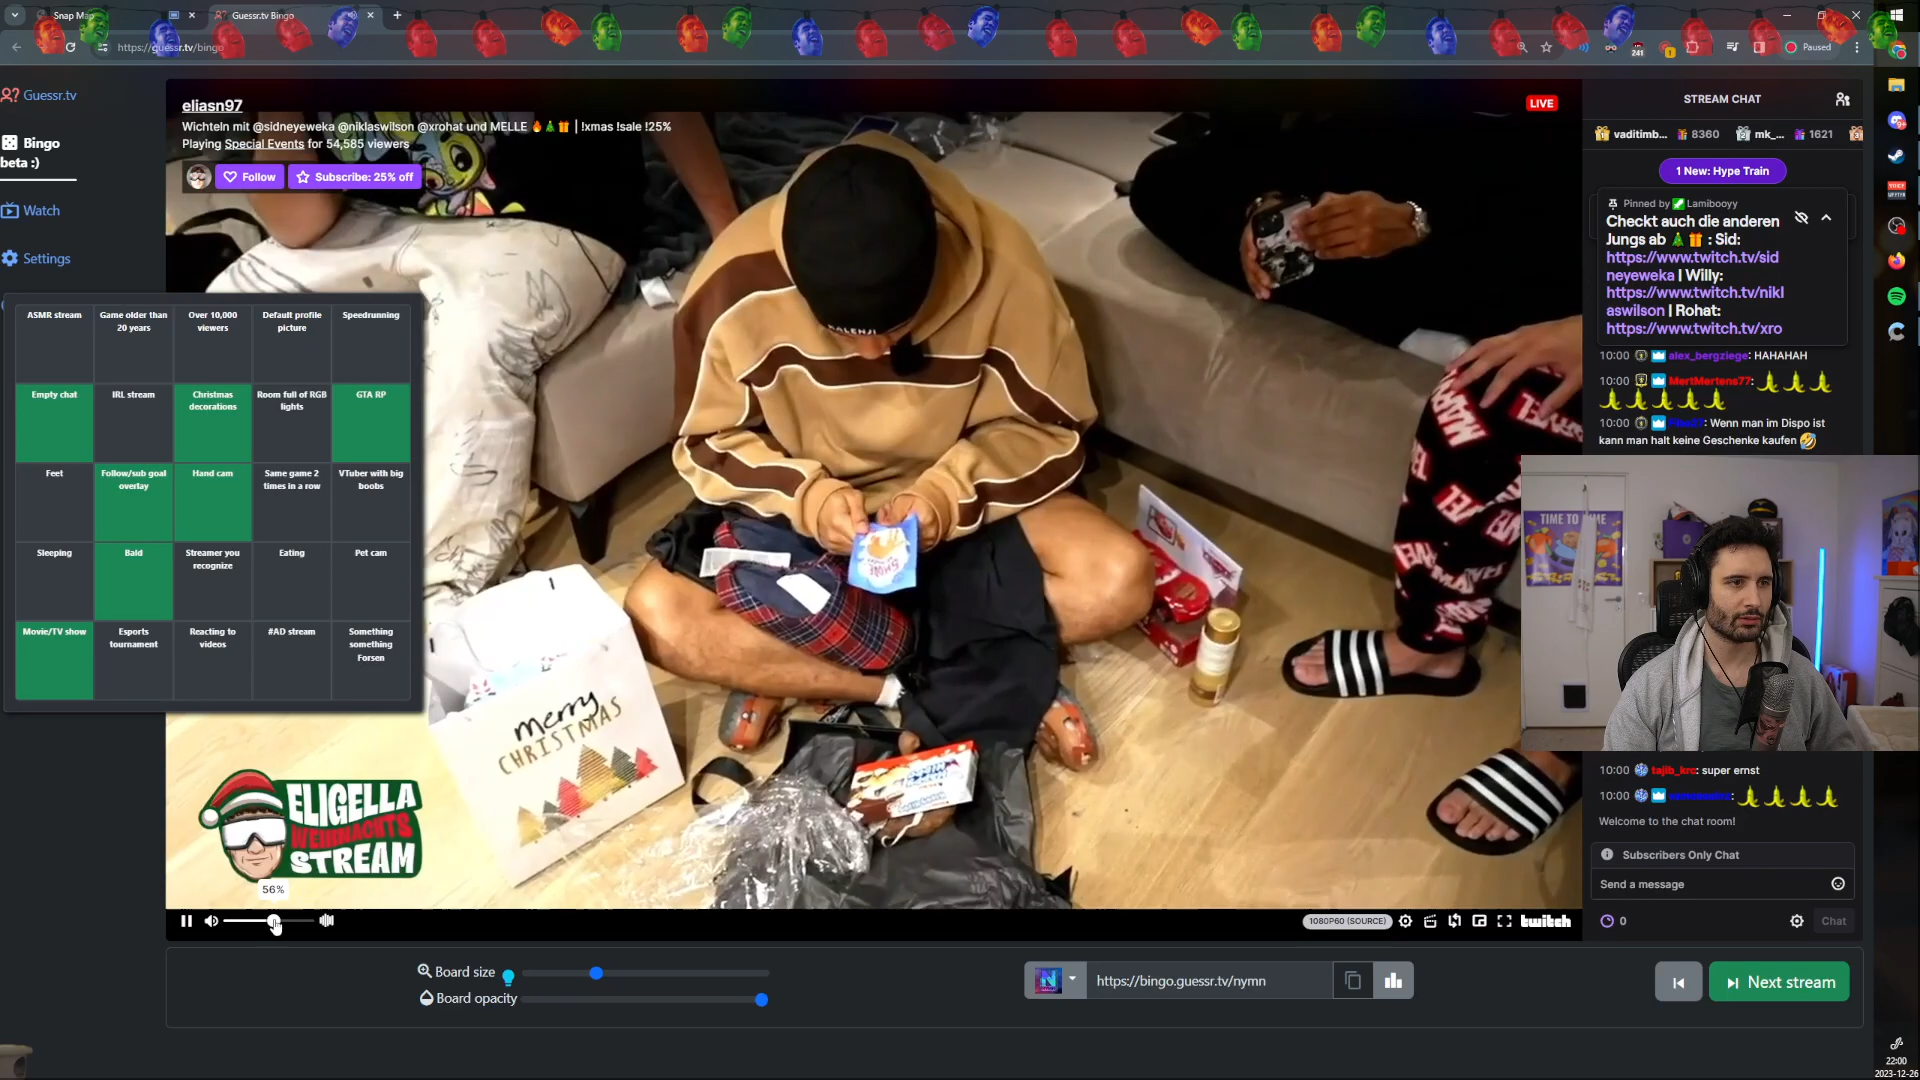 Snap Map
Guessr.tv Bingo
https://guessr.tv/bingo
241
1
Paused
Guessr.tv
Bingo
beta :)
Watch
Settings
eliasn97
Wichteln mit @sidneyeweka @niklaswilson @xrohat und MELLE 🔥🎄🎁 | !xmas !sale !25%
Playing Special Events for 54,585 viewers
Follow
Subscribe: 25% off
LIVE
ASMR stream
Game older than
20 years
Over 10,000
viewers
Default profile
picture
Speedrunning
Empty chat
IRL stream
Christmas
decorations
Room full of RGB
lights
GTA RP
Feet
Follow/sub goal
overlay
Hand cam
Same game 2
times in a row
VTuber with big
boobs
Sleeping
Bald
Streamer you
recognize
Eating
Pet cam
Movie/TV show
Esports
tournament
Reacting to
videos
#AD stream
Something
something
Forsen
KALENJI
merry
CHRISTMAS
ELIGELLA
WEIHNACHTS
STREAM
56%
1080P60 (SOURCE)
twitch
STREAM CHAT
vaditimb... 8360
mk_... 1621
1 New: Hype Train
Pinned by Lamibooyy
Checkt auch die anderen
Jungs ab 🎄🎁 : Sid:
https://www.twitch.tv/sid
neyeweka | Willy:
https://www.twitch.tv/nikl
aswilson | Rohat:
https://www.twitch.tv/xro
10:00 alex_bergziege: HAHAHAH
10:00 MertMertens77:
10:00 Wenn man im Dispo ist
kann man halt keine Geschenke kaufen 🤣
TIME TO
10:00 tajib_krc: super ernst
10:00
Welcome to the chat room!
Subscribers Only Chat
Send a message
0
Chat
Board size
Board opacity
https://bingo.guessr.tv/nymn
Next stream
22:00
2023-12-26